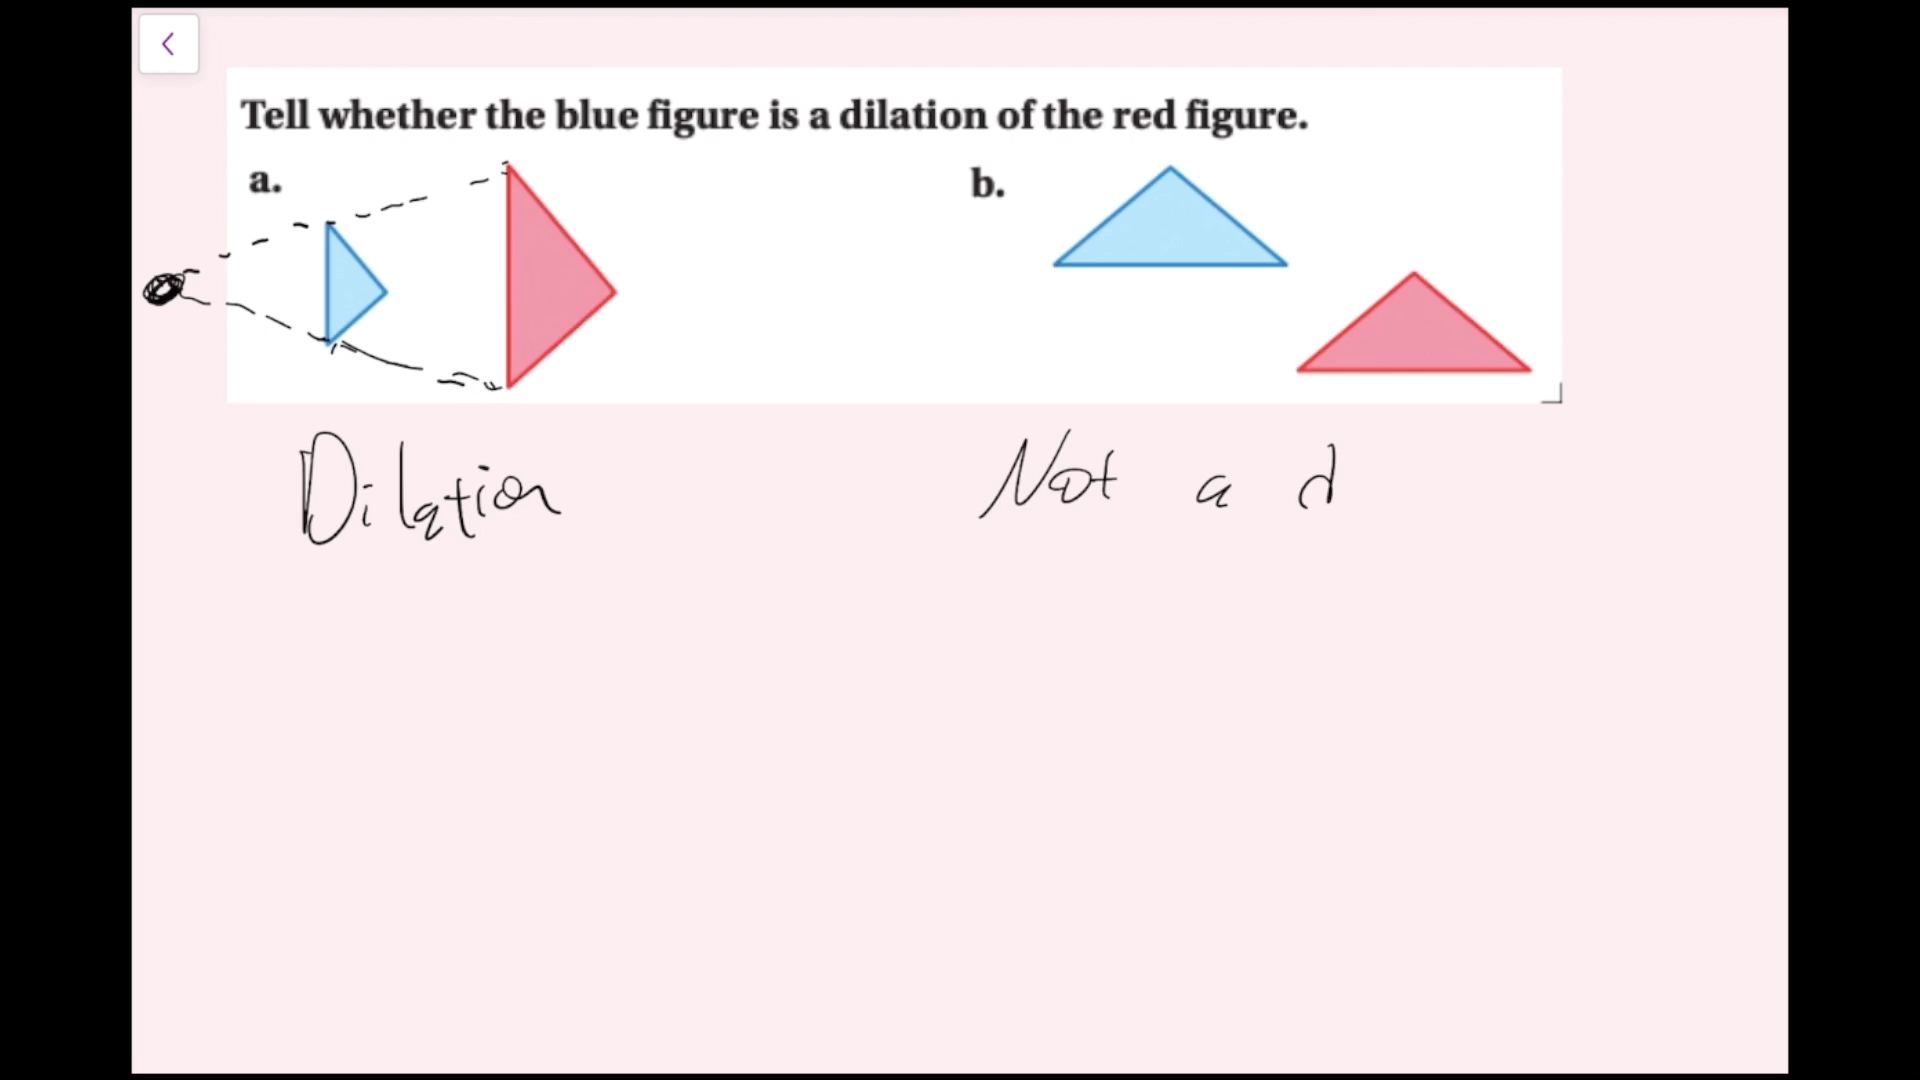 Tell whether the blue figure is a dilation of the red figure.
a.
b.
Dilation
Not a d